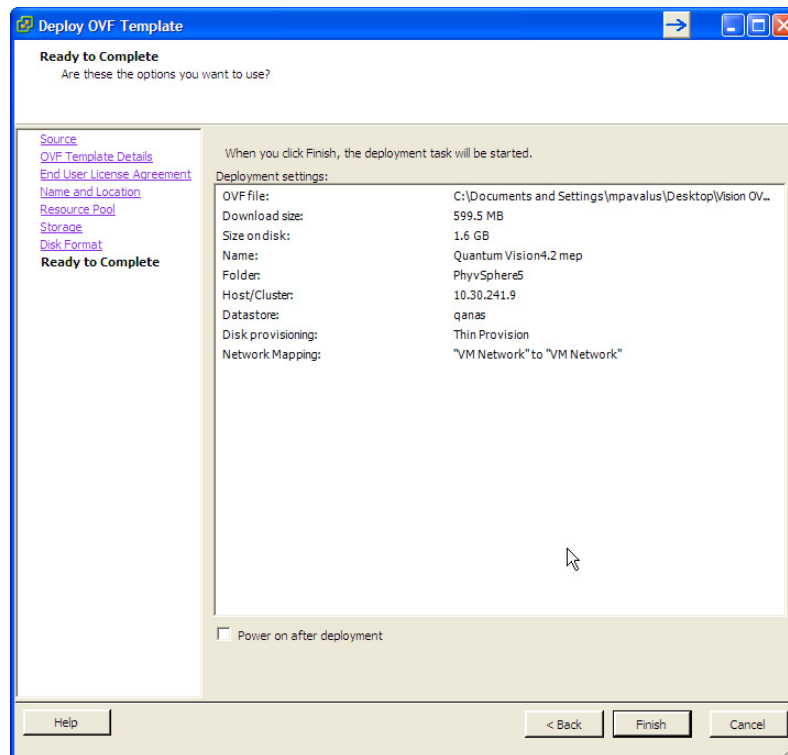 Deploy OVF Template
Ready to Complete
Are these the options you want to use?
Source
OVF Template Details
End User License Agreement
Name and Location
Resource Pool
Storage
Disk Format
Ready to Complete
When you click Finish, the deployment task will be started.
Deployment settings:
OVF file: C:\Documents and Settings\mpavalus\Desktop\Vision OV...
Download size: 599.5 MB
Size on disk: 1.6 GB
Name: Quantum Vision4.2 mep
Folder: PhyvSphere5
Host/Cluster: 10.30.241.9
Datastore: qanas
Disk provisioning: Thin Provision
Network Mapping: "VM Network" to "VM Network"
Power on after deployment
Help < Back Finish Cancel